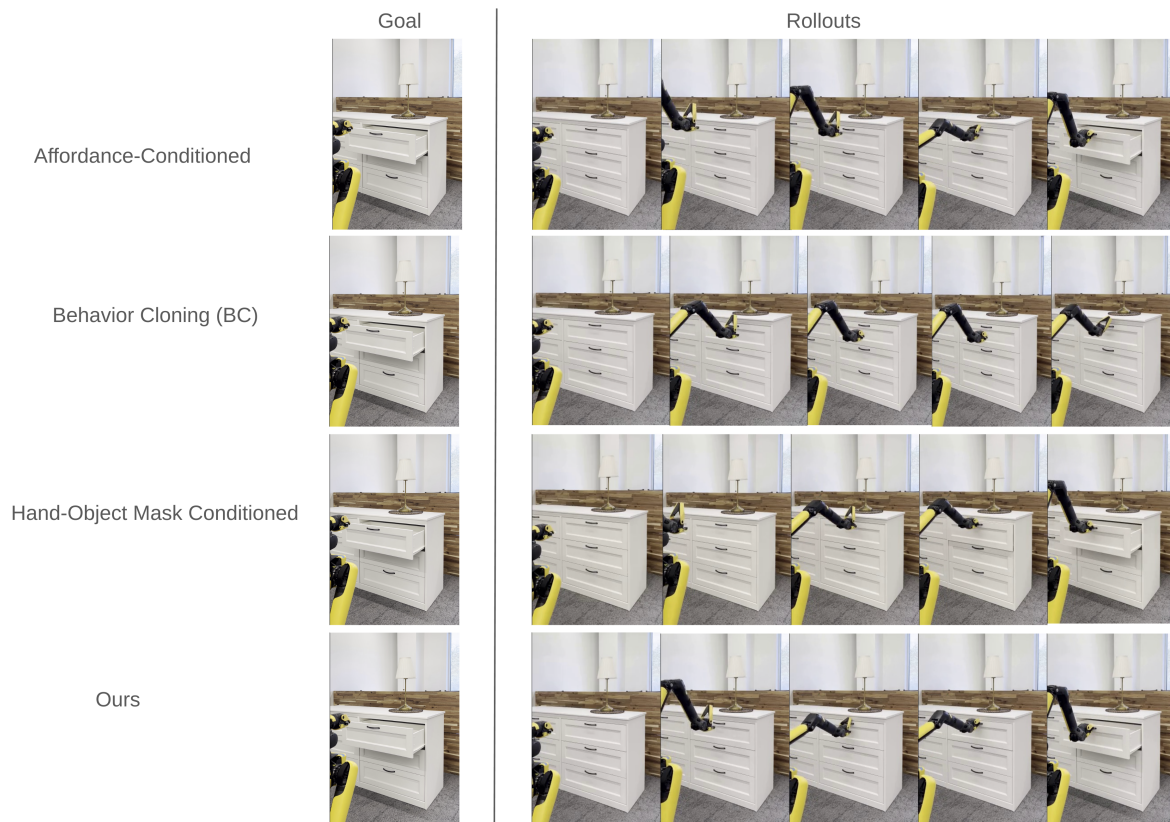 Goal
Rollouts
Affordance-Conditioned
Behavior Cloning (BC)
Hand-Object Mask Conditioned
Ours